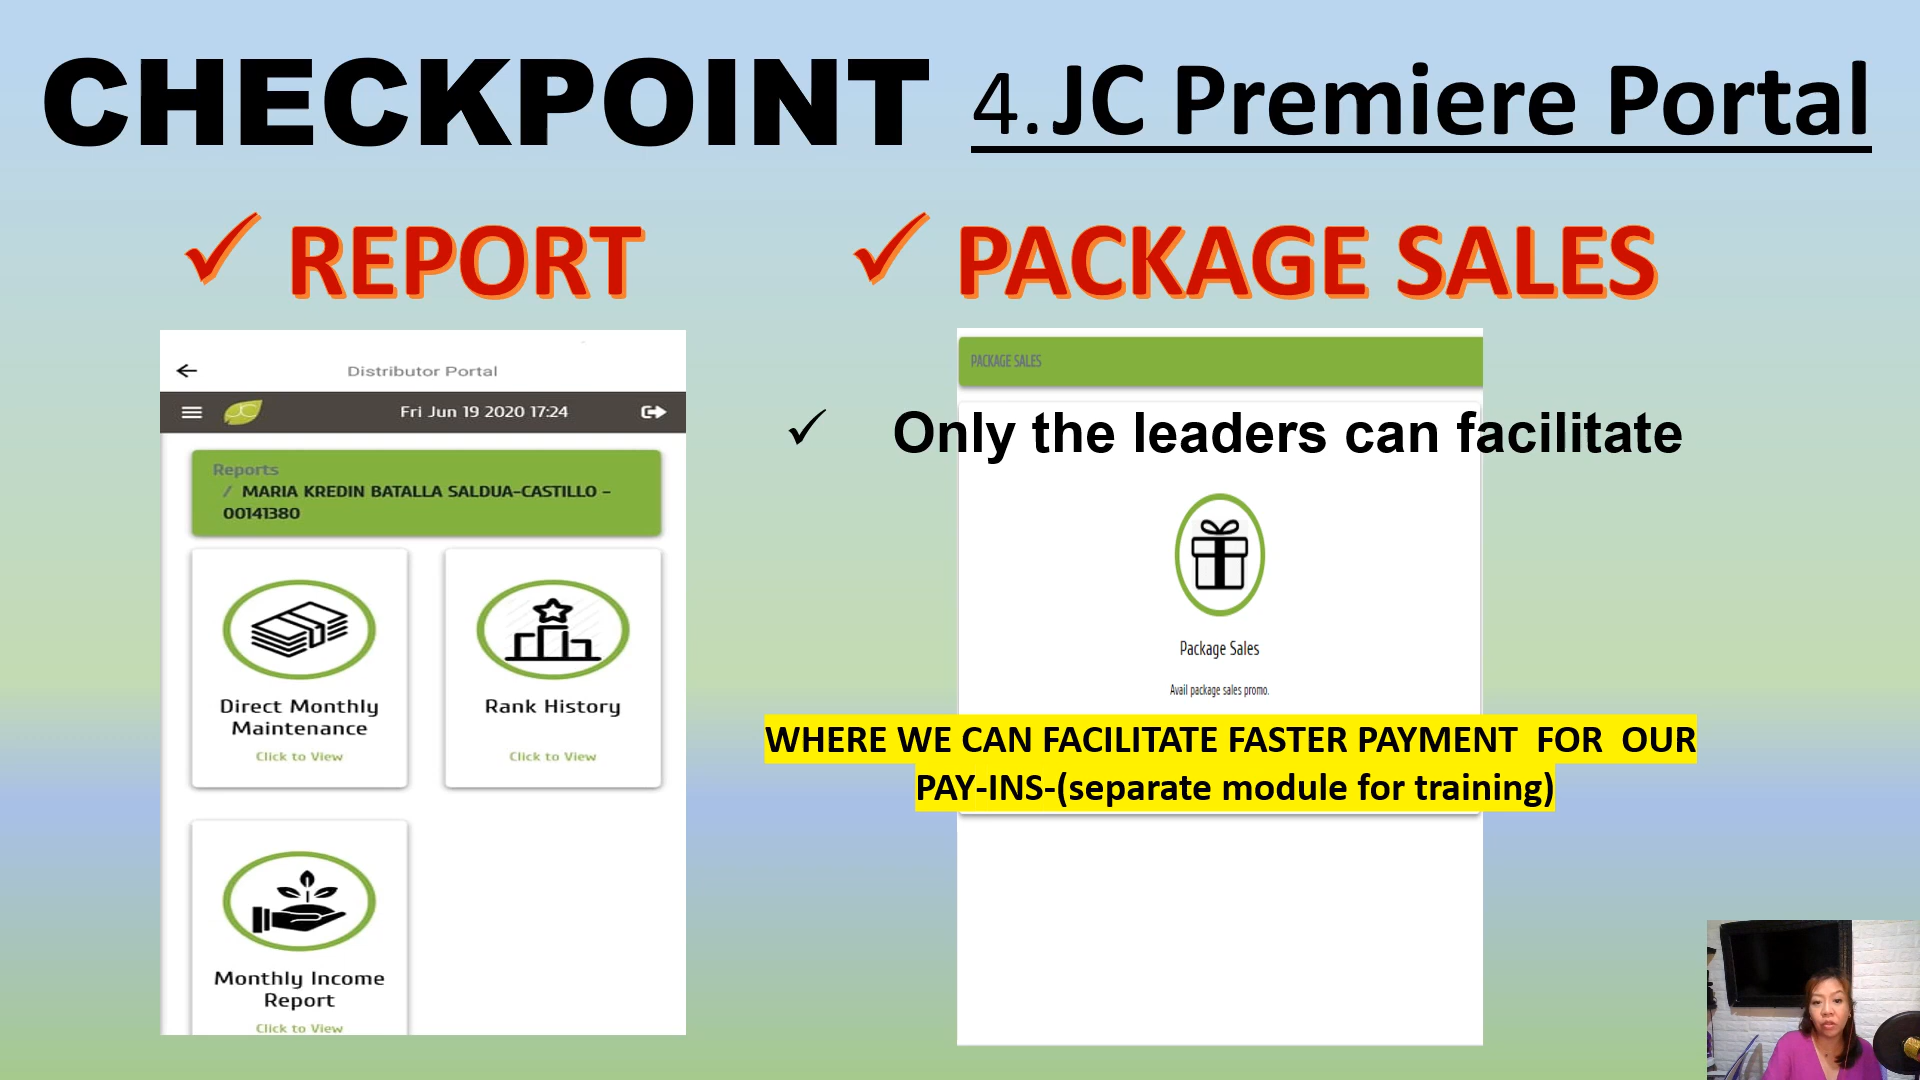 CHECKPOINT 4. JC Premiere Portal
✓ REPORT
✓ PACKAGE SALES
Distributor Portal
JC
Fri Jun 19 2020 17:24
Reports
/ MARIA KREDIN BATALLA SALDUA-CASTILLO -
00141380
Direct Monthly
Maintenance
Click to View
Rank History
Click to View
Monthly Income
Report
Click to View
PACKAGE SALES
✓ Only the leaders can facilitate
Package Sales
Avail package sales promo.
WHERE WE CAN FACILITATE FASTER PAYMENT FOR OUR
PAY-INS-(separate module for training)